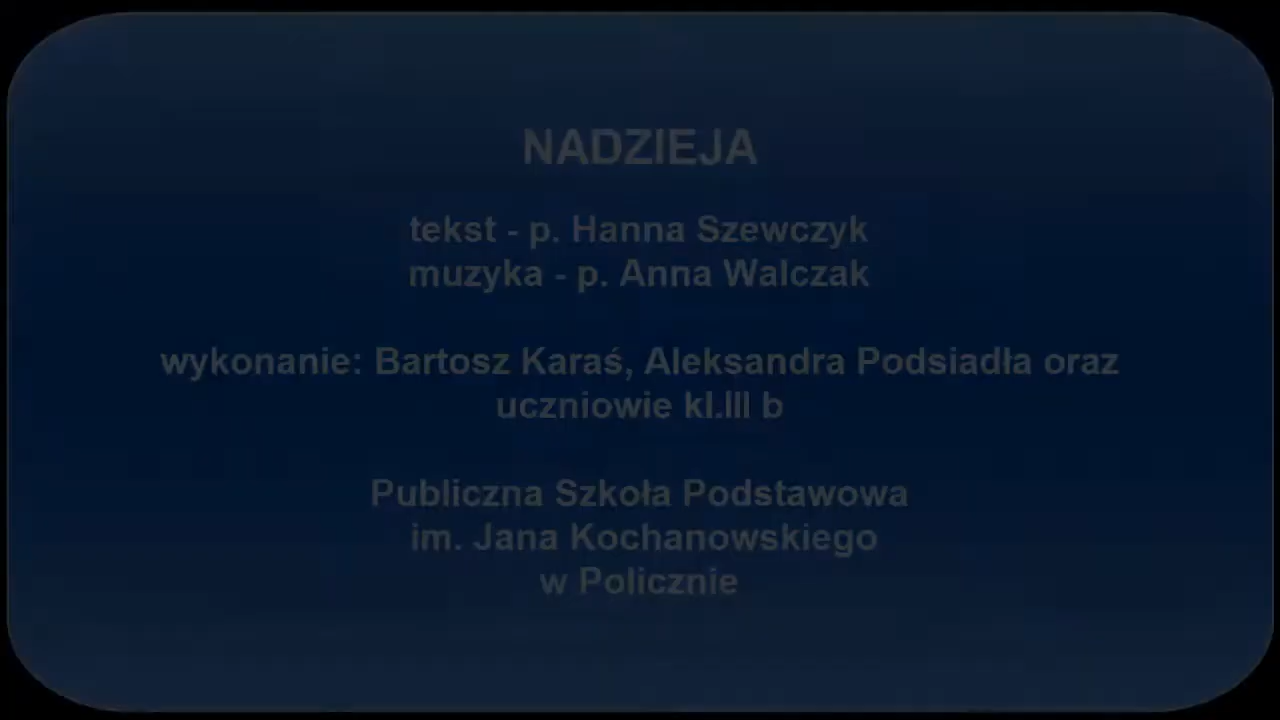 NADZIEJA
tekst - p. Hanna Szewczyk
muzyka - p. Anna Walczak
wykonanie: Bartosz Karaś, Aleksandra Podsiadła oraz
uczniowie kl.III b
Publiczna Szkoła Podstawowa
im. Jana Kochanowskiego
w Policznie